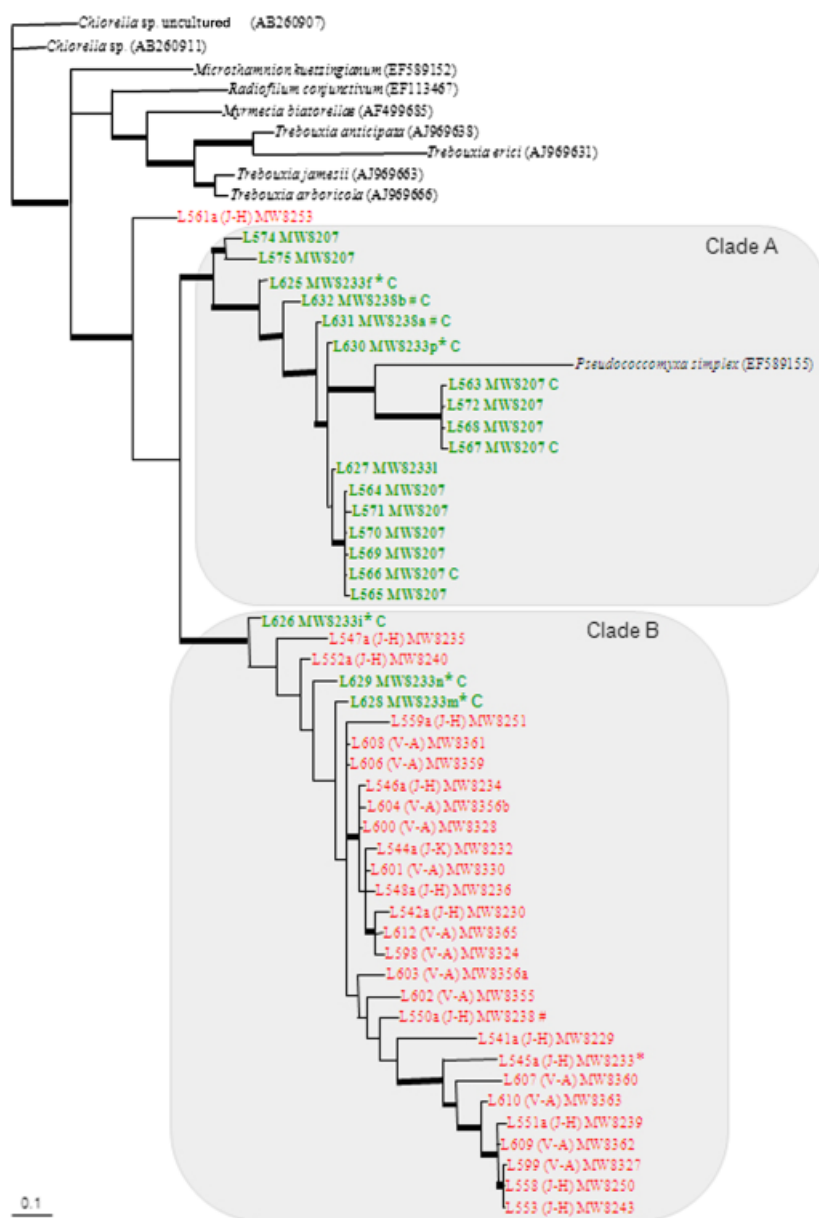 Chlorella sp. uncultured (AB260907)
Chlorella sp. (AB260911)
Microthamnion kuetzingianum (EF589152)
Radiofilum conjunctivum (EF113467)
Myrmecia biatorellae (AF499685)
Trebouxia anticipata (AJ969638)
Trebouxia erici (AJ969631)
Trebouxia jamesii (AJ969663)
Trebouxia arboricola (AJ969666)
L561a (J-H) MW8253
Clade A
L574 MW8207
L575 MW8207
L625 MW8233f* C
L632 MW8238b # C
L631 MW8238a # C
L630 MW8233p* C
Pseudococcomyxa simplex (EF589155)
L563 MW8207 C
L572 MW8207
L568 MW8207
L567 MW8207 C
L627 MW8233l
L564 MW8207
L571 MW8207
L570 MW8207
L569 MW8207
L566 MW8207 C
L565 MW8207
Clade B
L626 MW8233i* C
L547a (J-H) MW8235
L552a (J-H) MW8240
L629 MW8233n* C
L628 MW8233m* C
L559a (J-H) MW8251
L608 (V-A) MW8361
L606 (V-A) MW8359
L546a (J-H) MW8234
L604 (V-A) MW8356b
L600 (V-A) MW8328
L544a (J-K) MW8232
L601 (V-A) MW8330
L548a (J-H) MW8236
L542a (J-H) MW8230
L612 (V-A) MW8365
L598 (V-A) MW8324
L603 (V-A) MW8356a
L602 (V-A) MW8355
L550a (J-H) MW8238 #
L541a (J-H) MW8229
L545a (J-H) MW8233*
L607 (V-A) MW8360
L610 (V-A) MW8363
L551a (J-H) MW8239
L609 (V-A) MW8362
L599 (V-A) MW8327
L558 (J-H) MW8250
L553 (J-H) MW8243
0.1